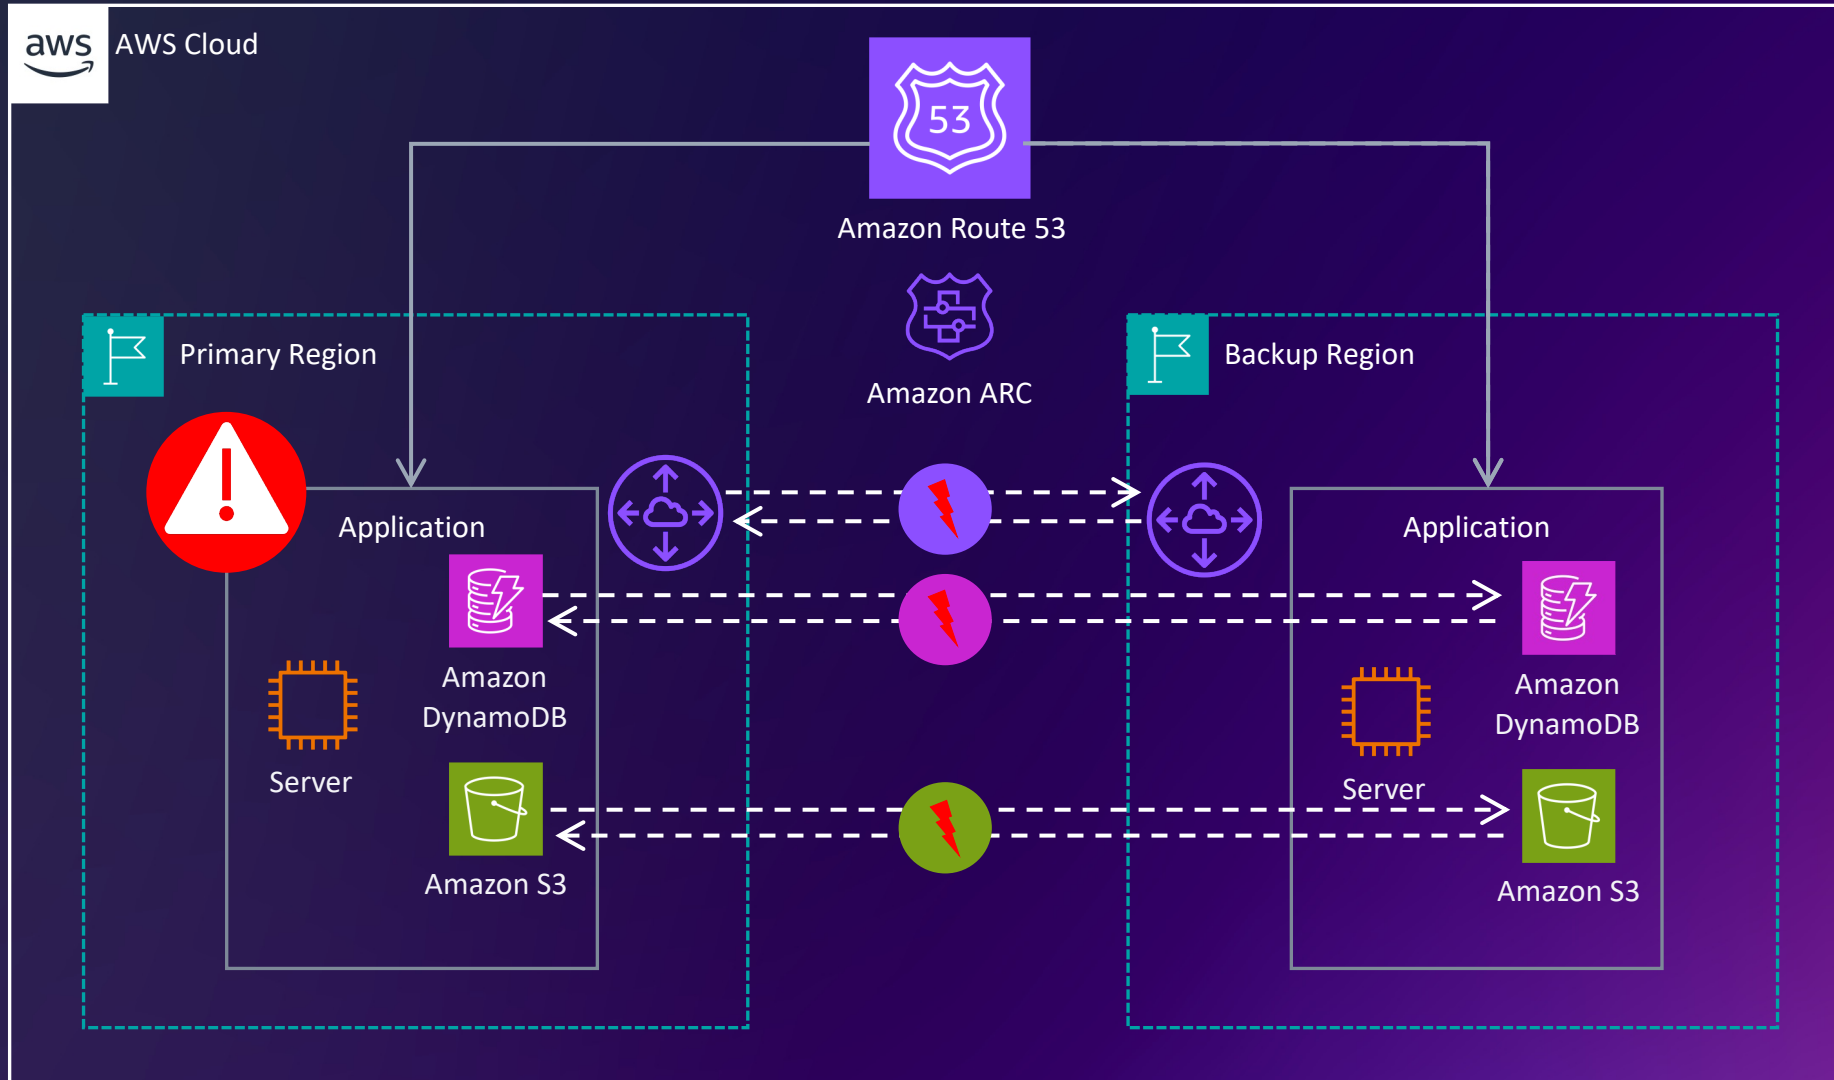 aws
AWS Cloud
53
Amazon Route 53
Amazon ARC
Primary Region
Backup Region
Application
Application
Amazon
DynamoDB
Server
Amazon S3
Amazon
DynamoDB
Server
Amazon S3